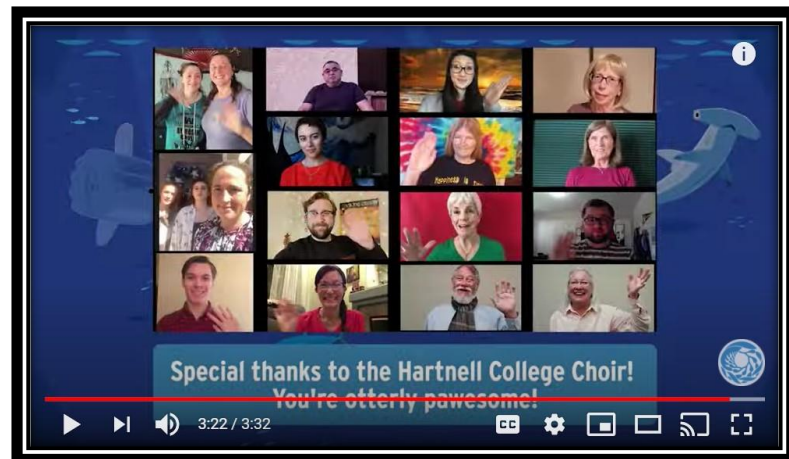 Special thanks to the Hartnell College Choir!
You're otterly pawesome!
3:22 / 3:32
CC